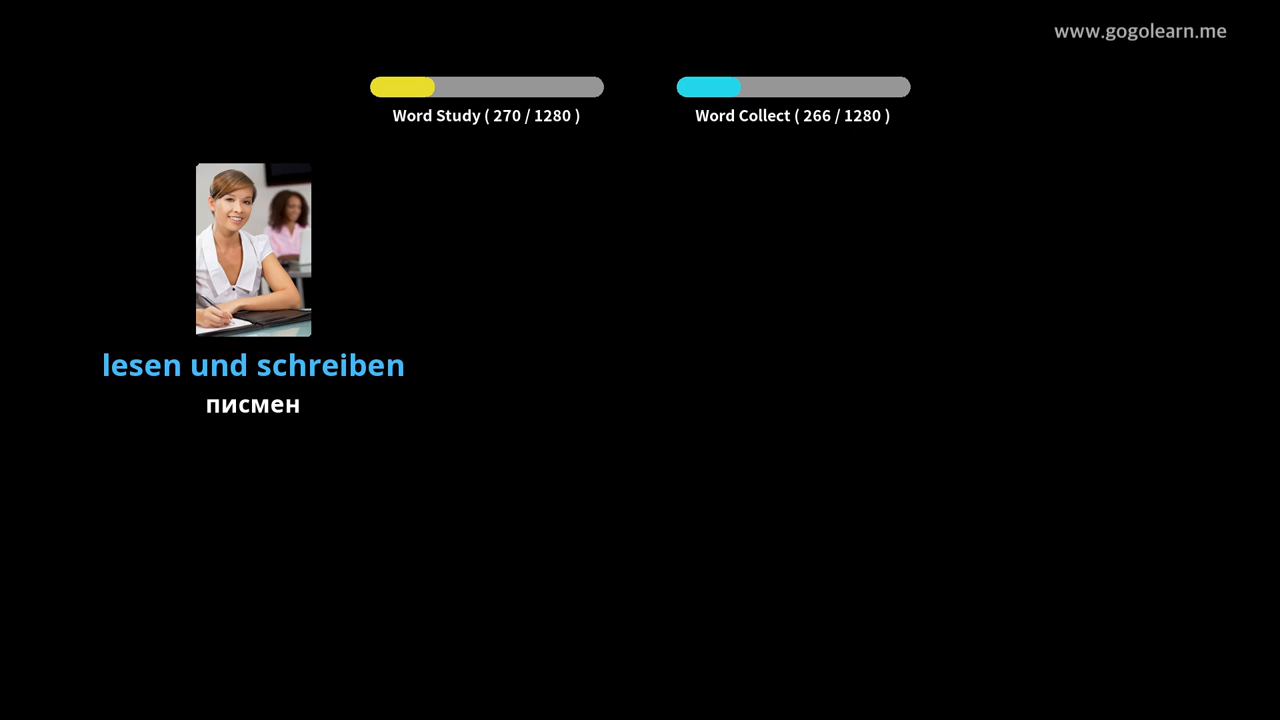 www.gogolearn.me
Word Study ( 270 / 1280 )
Word Collect ( 266 / 1280 )
lesen und schreiben
писмен